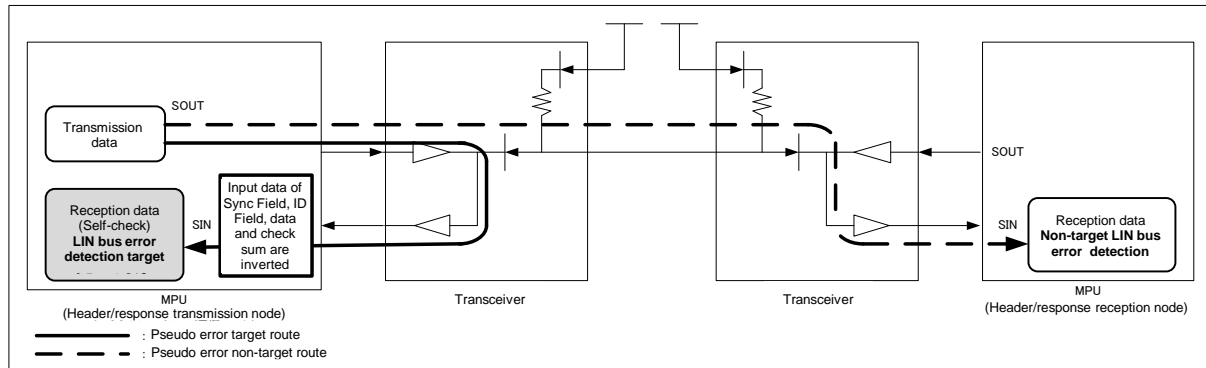 SOUT
Transmission
data
Reception data
(Self-check)
LIN bus error
detection target
SIN
Input data of
Sync Field, ID
Field, data
and check
sum are
inverted
MPU
(Header/response transmission node)
Transceiver
Transceiver
SOUT
SIN
Reception data
Non-target LIN bus
error detection
MPU
(Header/response reception node)
: Pseudo error target route
: Pseudo error non-target route